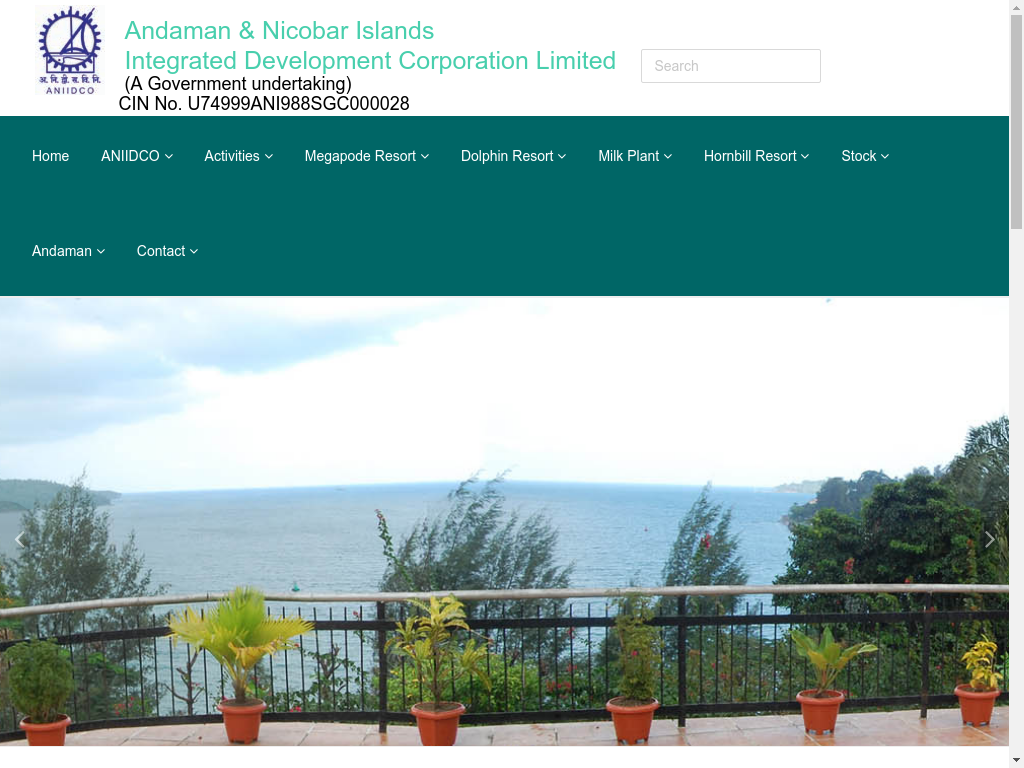 Andaman & Nicobar Islands
Integrated Development Corporation Limited
(A Government undertaking)
CIN No. U74999ANI988SGC000028
अ.नि.द्वी.स.वि.नि.
ANIIDCO
Search
Home ANIIDCO Activities Megapode Resort Dolphin Resort Milk Plant Hornbill Resort Stock
Andaman Contact